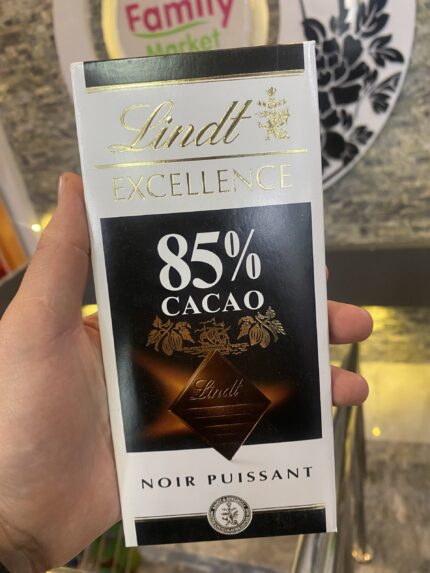 Family
Market
Lindt
EXCELLENCE
85%
CACAO
Lindt
NOIR PUISSANT